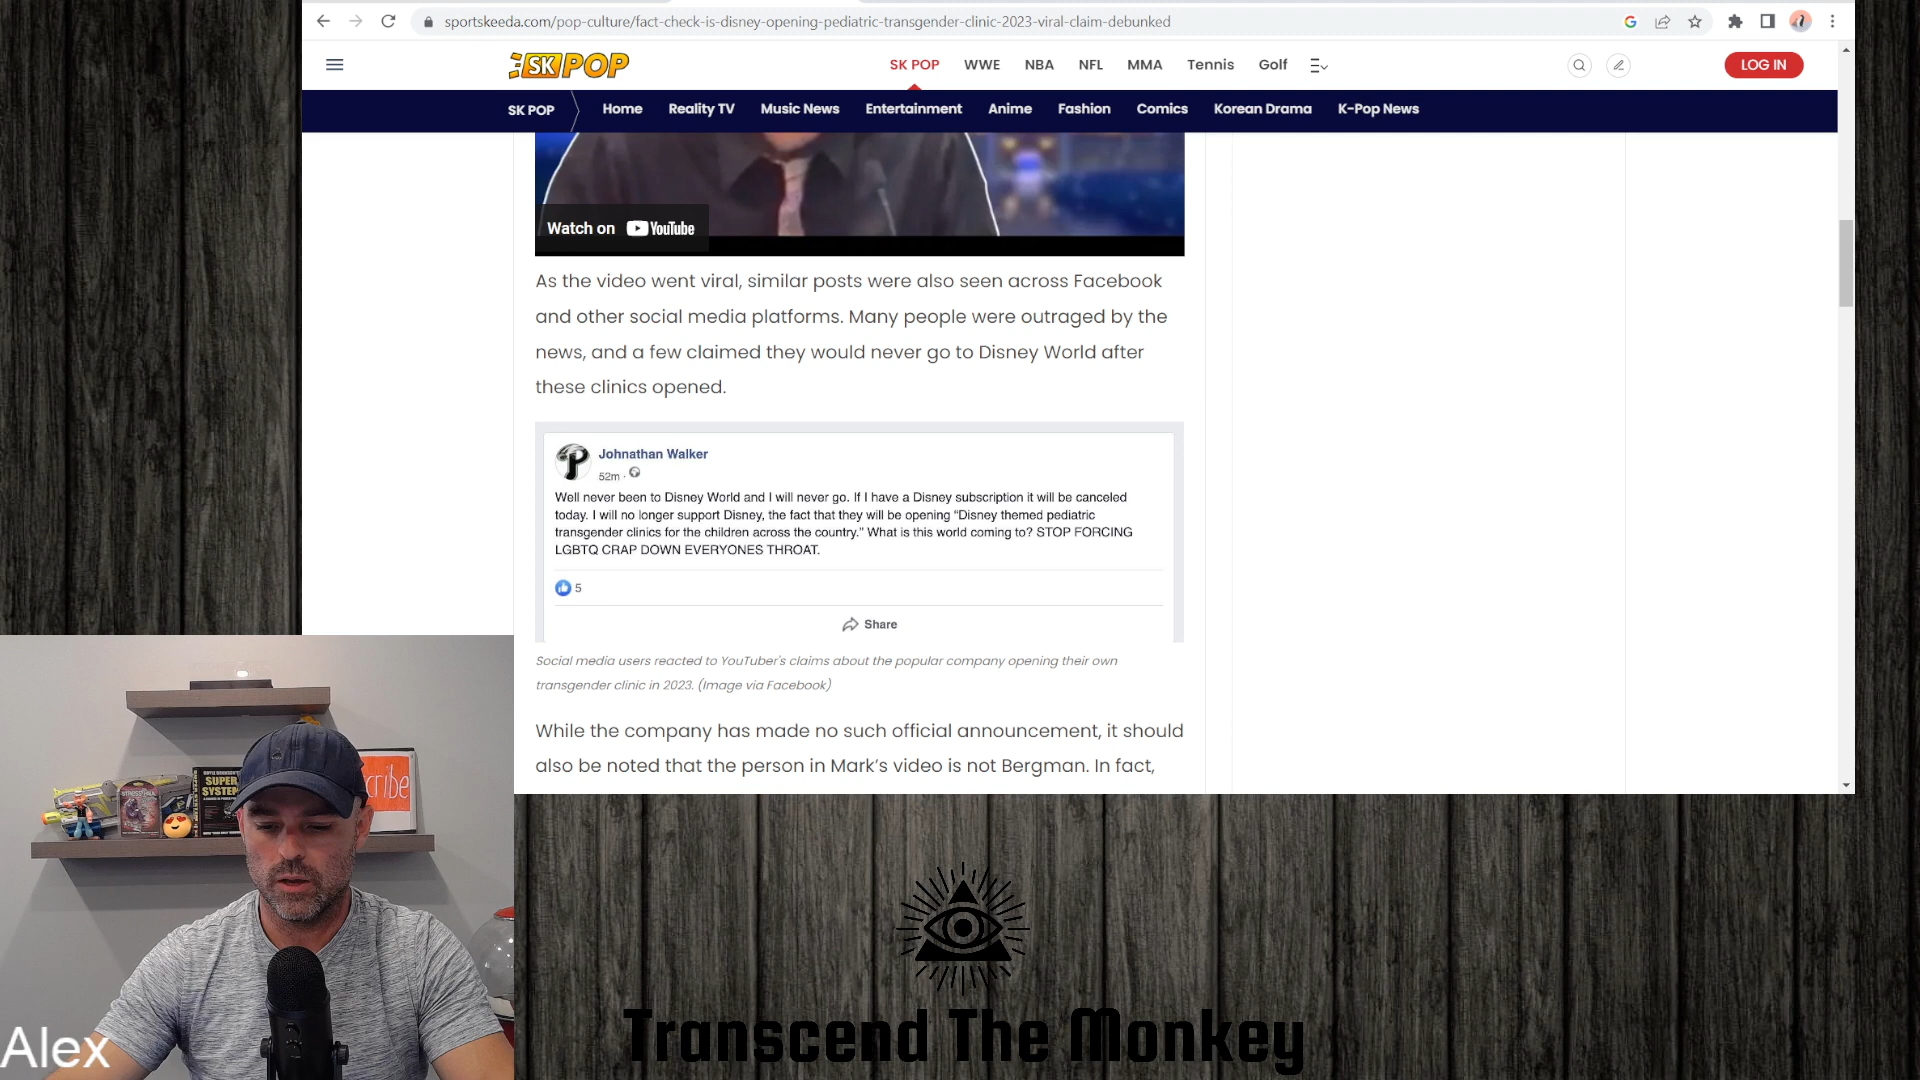 sportskeeda.com/pop-culture/fact-check-is-disney-opening-pediatric-transgender-clinic-2023-viral-claim-debunked
SK POP
SK POP WWE NBA NFL MMA Tennis Golf
LOG IN
SK POP Home Reality TV Music News Entertainment Anime Fashion Comics Korean Drama K-Pop News
Watch on YouTube
As the video went viral, similar posts were also seen across Facebook
and other social media platforms. Many people were outraged by the
news, and a few claimed they would never go to Disney World after
these clinics opened.
Johnathan Walker
52m ·
Well never been to Disney World and I will never go. If I have a Disney subscription it will be canceled
today. I will no longer support Disney, the fact that they will be opening “Disney themed pediatric
transgender clinics for the children across the country.” What is this world coming to? STOP FORCING
LGBTQ CRAP DOWN EVERYONES THROAT.
5
Share
Social media users reacted to YouTuber's claims about the popular company opening their own
transgender clinic in 2023. (Image via Facebook)
While the company has made no such official announcement, it should
also be noted that the person in Mark’s video is not Bergman. In fact,
SUPER
SYSTEM
cribe
Alex
Transcend The Monkey